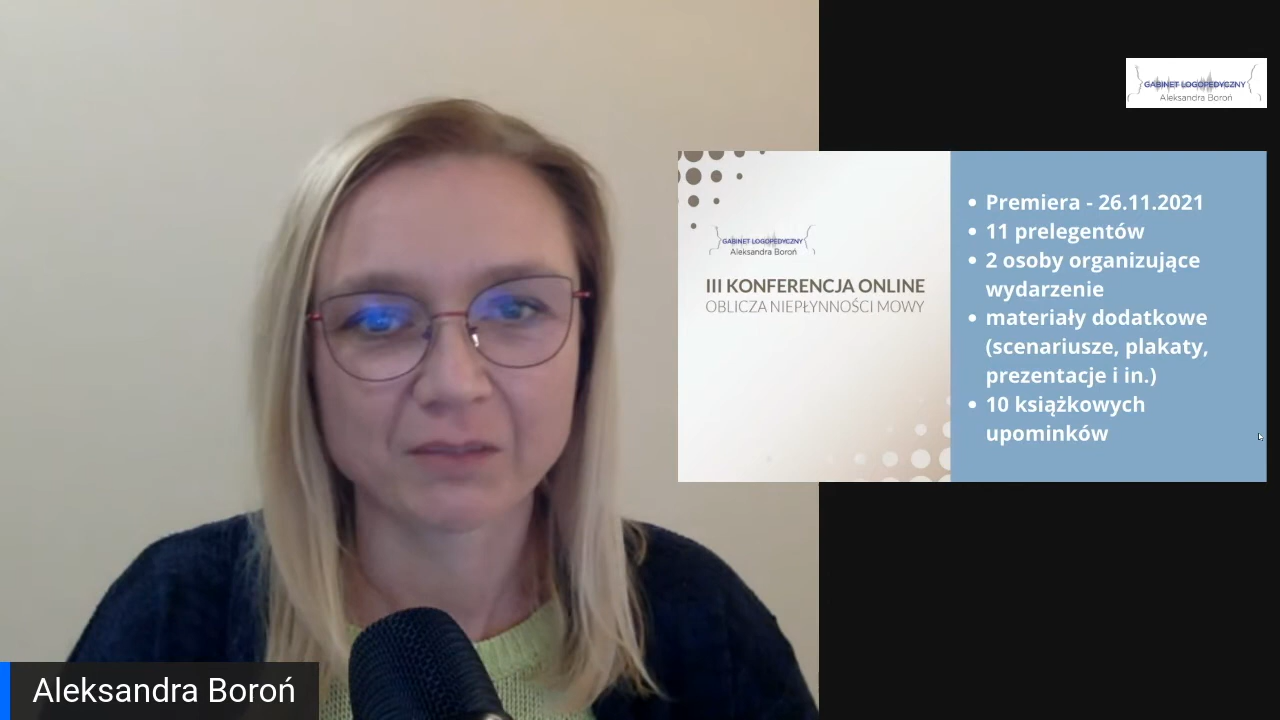 GABINET LOGOPEDYCZNY
Aleksandra Boroń
GABINET LOGOPEDYCZNY
Aleksandra Boroń
III KONFERENCJA ONLINE
OBLICZA NIEPŁYNNOŚCI MOWY
• Premiera - 26.11.2021
• 11 prelegentów
• 2 osoby organizujące
wydarzenie
• materiały dodatkowe
(scenariusze, plakaty,
prezentacje i in.)
• 10 książkowych
upominków
Aleksandra Boroń